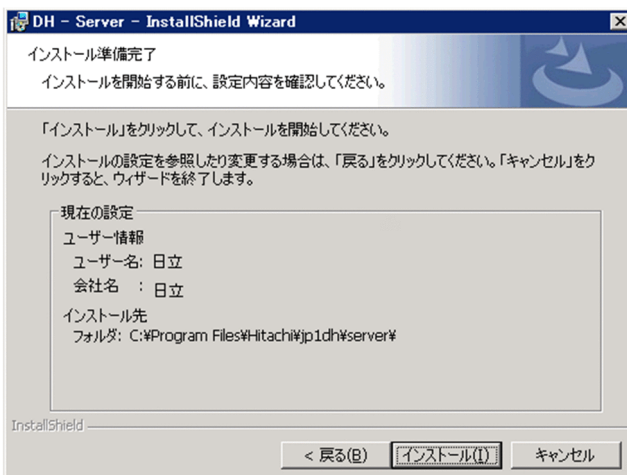 DH - Server - InstallShield Wizard
インストール準備完了
インストールを開始する前に、設定内容を確認してください。
「インストール」をクリックして、インストールを開始してください。
インストールの設定を参照したり変更する場合は、「戻る」をクリックしてください。「キャンセル」をク
リックすると、ウィザードを終了します。
現在の設定
ユーザー情報
ユーザー名: 日立
会社名 : 日立
インストール先
フォルダ: C:¥Program Files¥Hitachi¥jp1dh¥server¥
InstallShield
< 戻る(B)
インストール(I)
キャンセル